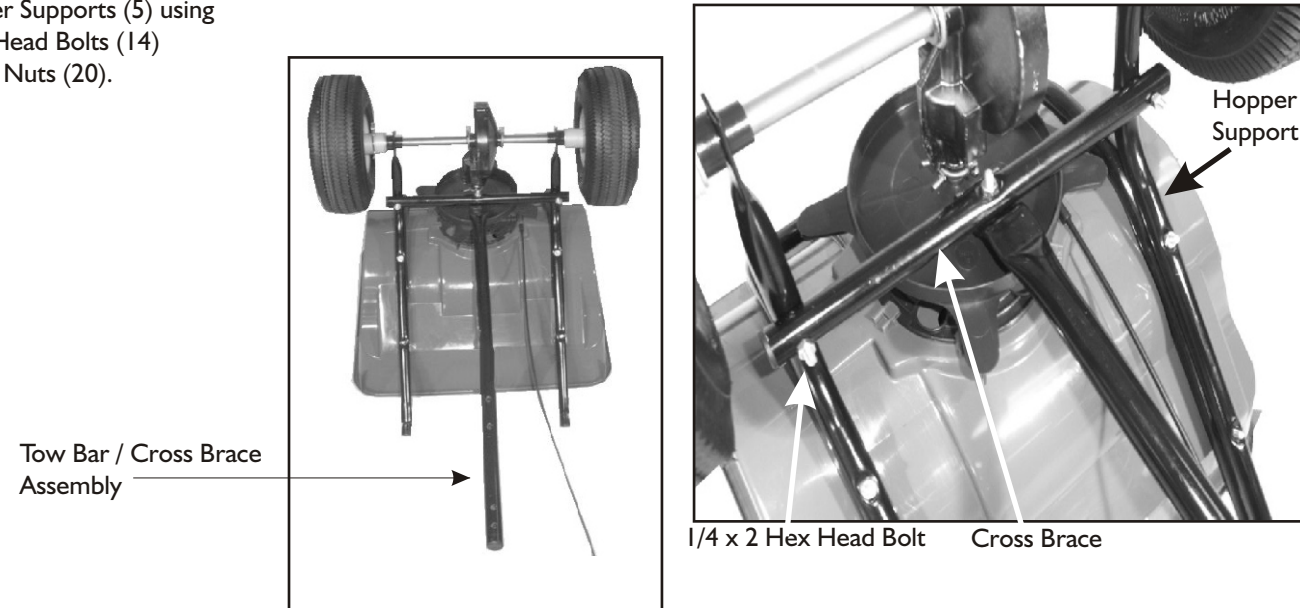 er Supports (5) using
Head Bolts (14)
Nuts (20).
Hopper
Support
Tow Bar / Cross Brace
Assembly
1/4 x 2 Hex Head Bolt
Cross Brace